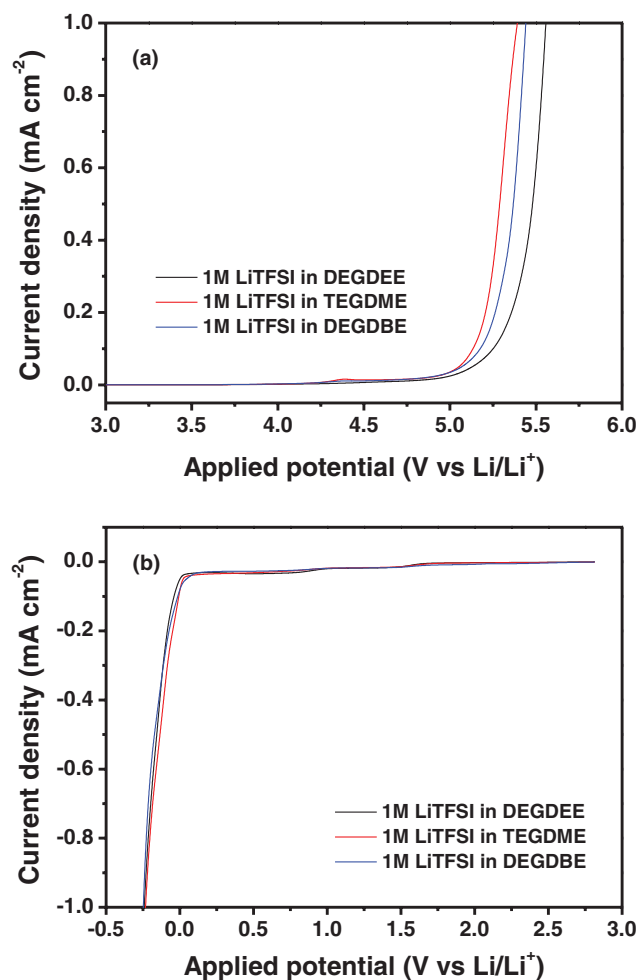 1.0
(a)
0.8
0.6
0.4
0.2
0.0
Current density (mA cm⁻²)
1M LiTFSI in DEGDEE
1M LiTFSI in TEGDME
1M LiTFSI in DEGDBE
3.0 3.5 4.0 4.5 5.0 5.5 6.0
Applied potential (V vs Li/Li⁺)
0.0
(b)
-0.2
-0.4
-0.6
-0.8
-1.0
Current density (mA cm⁻²)
1M LiTFSI in DEGDEE
1M LiTFSI in TEGDME
1M LiTFSI in DEGDBE
-0.5 0.0 0.5 1.0 1.5 2.0 2.5 3.0
Applied potential (V vs Li/Li⁺)